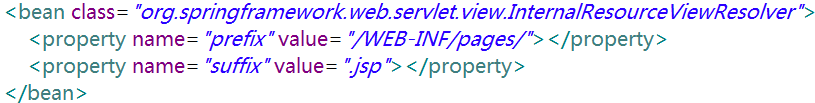 <bean class="org.springframework.web.servlet.view.InternalResourceViewResolver">
<property name="prefix" value="/WEB-INF/pages/"></property>
<property name="suffix" value=".jsp"></property>
</bean>